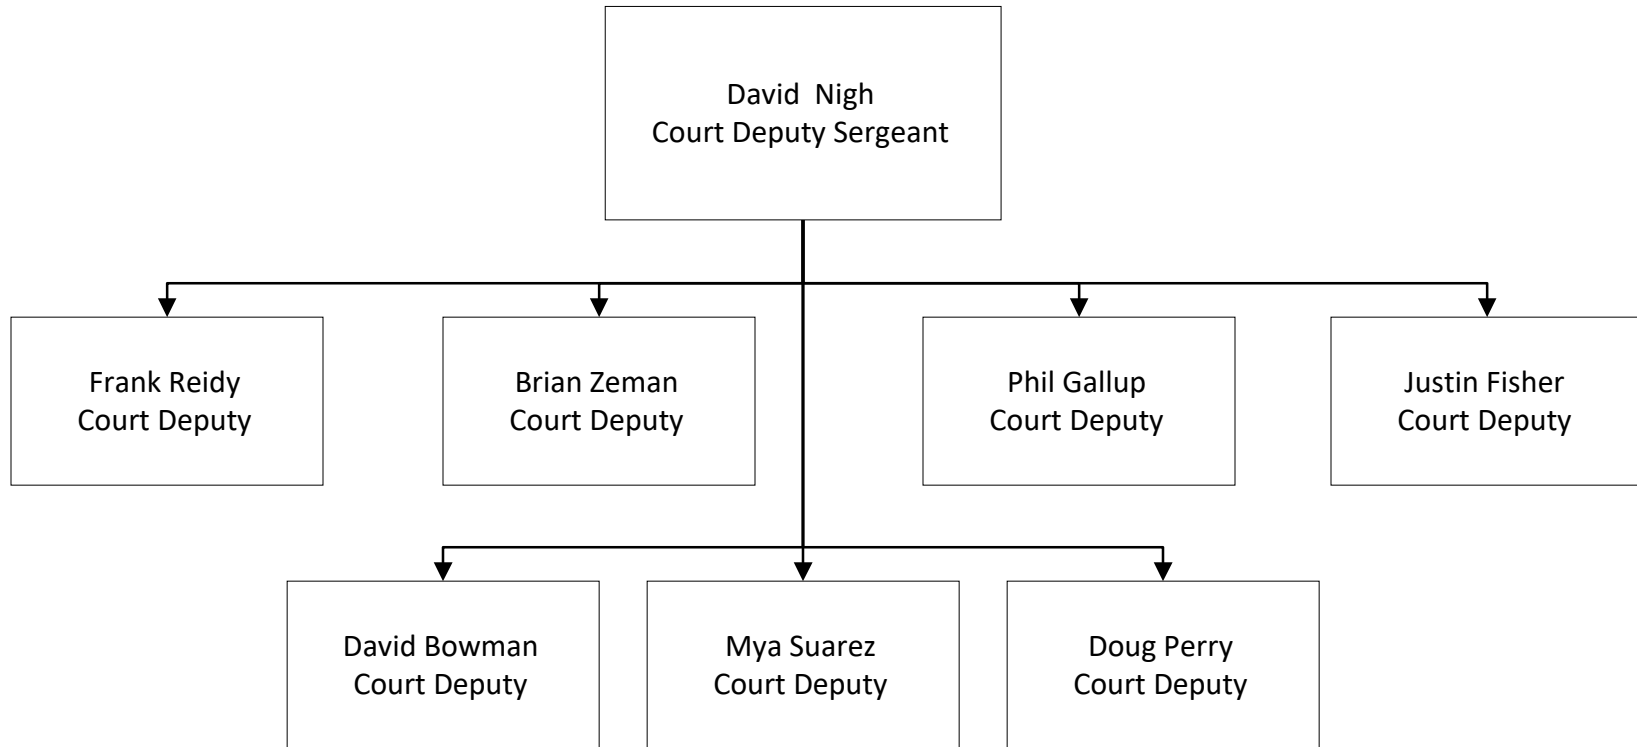 David  Nigh
Court Deputy Sergeant
Frank Reidy
Court Deputy
Brian Zeman
Court Deputy
Phil Gallup
Court Deputy
Justin Fisher
Court Deputy
David Bowman
Court Deputy
Mya Suarez
Court Deputy
Doug Perry
Court Deputy